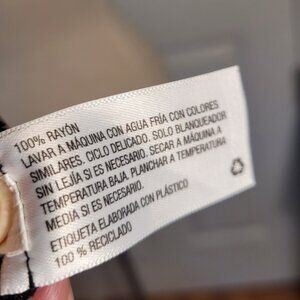 100% RAYÓN
LAVAR A MÁQUINA CON AGUA FRÍA CON COLORES
SIMILARES. CICLO DELICADO. SOLO BLANQUEADOR
SIN LEJÍA SI ES NECESARIO. SECAR A MÁQUINA A
TEMPERATURA BAJA. PLANCHAR A TEMPERATURA
MEDIA SI ES NECESARIO.
ETIQUETA ELABORADA CON PLÁSTICO
100 % RECICLADO